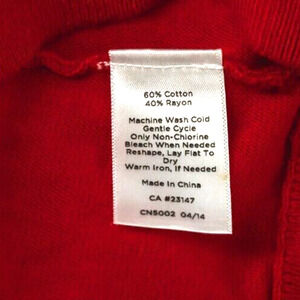 60% Cotton
40% Rayon
Machine Wash Cold
Gentle Cycle
Only Non-Chlorine
Bleach When Needed
Reshape, Lay Flat To
Dry
Warm Iron, If Needed
Made In China
CA #23147
CN5002 04/14